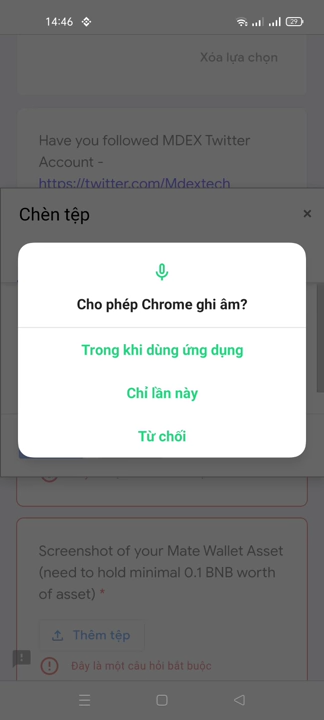 14:46
29
Xóa lựa chọn
Have you followed MDEX Twitter
Account -
https://twitter.com/Mdextech
Chèn tệp
×
Cho phép Chrome ghi âm?
Trong khi dùng ứng dụng
Chỉ lần này
Từ chối
Screenshot of your Mate Wallet Asset
(need to hold minimal 0.1 BNB worth
of asset) *
Thêm tệp
Đây là một câu hỏi bắt buộc